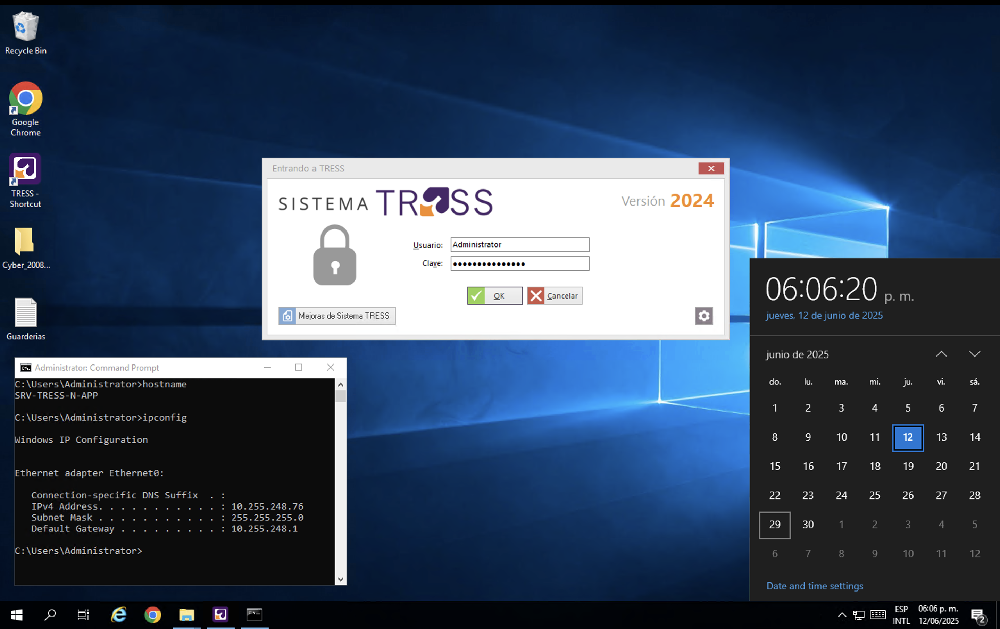 Recycle Bin
Google
Chrome
TRESS -
Shortcut
Cyber_2008...
Guarderias
Entrando a TRESS
SISTEMA TRESS
Versión 2024
Usuario: Administrator
Clave: ●●●●●●●●●●●●●●●
OK
Cancelar
Mejoras de Sistema TRESS
Administrator: Command Prompt
C:\Users\Administrator>hostname
SRV-TRESS-N-APP
C:\Users\Administrator>ipconfig
Windows IP Configuration
Ethernet adapter Ethernet0:
Connection-specific DNS Suffix  . :
IPv4 Address. . . . . . . . . . . : 10.255.248.76
Subnet Mask . . . . . . . . . . . : 255.255.255.0
Default Gateway . . . . . . . . . : 10.255.248.1
C:\Users\Administrator>
06:06:20 p. m.
jueves, 12 de junio de 2025
junio de 2025
do. lu. ma. mi. ju. vi. sá.
1 2 3 4 5 6 7
8 9 10 11 12 13 14
15 16 17 18 19 20 21
22 23 24 25 26 27 28
29 30 1 2 3 4 5
6 7 8 9 10 11 12
Date and time settings
ESP
INTL
06:06 p. m.
12/06/2025
2